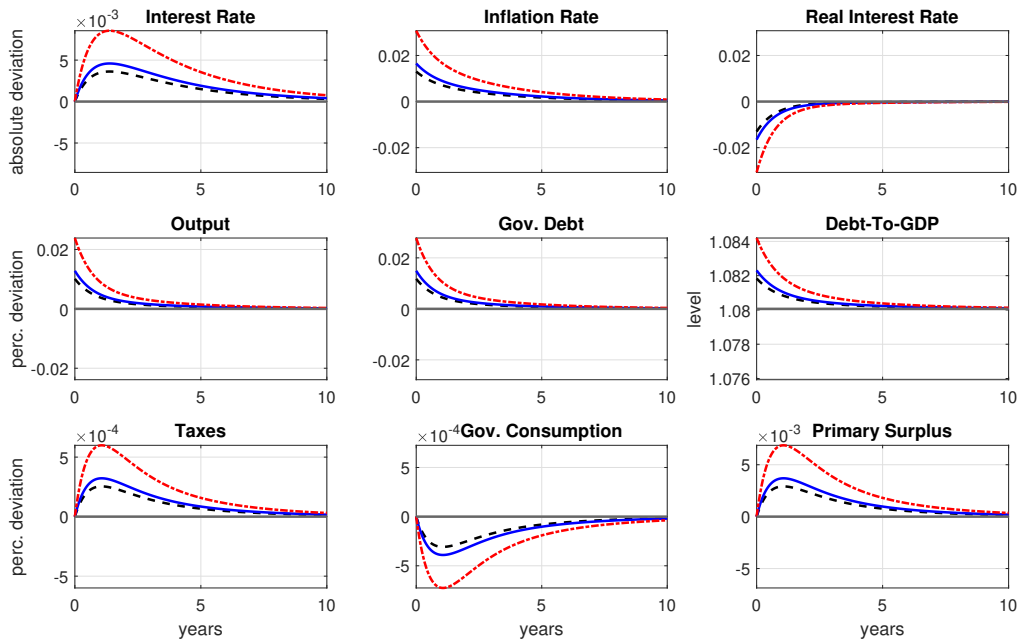 Interest Rate
×10⁻³
5
0
-5
absolute deviation
0 5 10
Inflation Rate
0.02
0
-0.02
0 5 10
Real Interest Rate
0.02
0
-0.02
0 5 10
Output
0.02
0
-0.02
perc. deviation
0 5 10
Gov. Debt
0.02
0
-0.02
0 5 10
Debt-To-GDP
1.084
1.082
1.08
1.078
1.076
level
0 5 10
Taxes
×10⁻⁴
5
0
-5
perc. deviation
0 5 10
years
Gov. Consumption
×10⁻⁴
5
0
-5
0 5 10
years
Primary Surplus
×10⁻³
5
0
-5
0 5 10
years